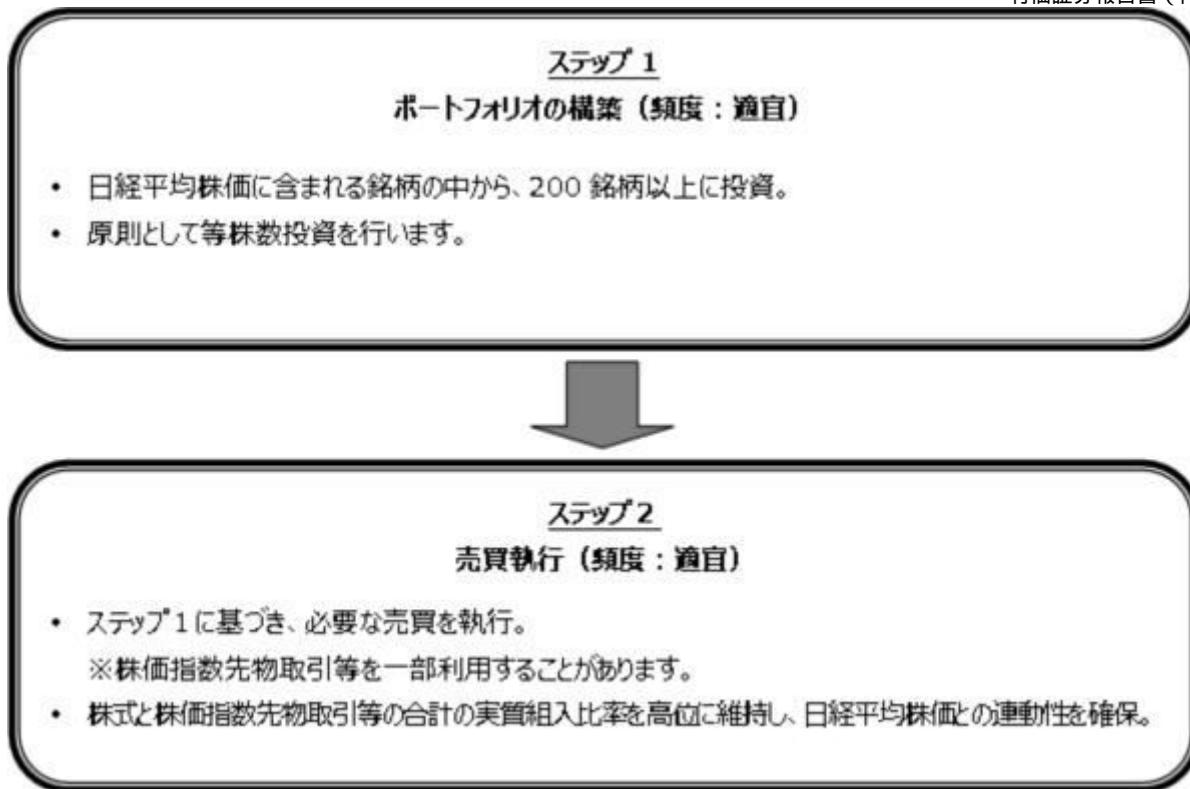 ステップ 1
ポートフォリオの構築（頻度：適宜）
• 日経平均株価に含まれる銘柄の中から、200 銘柄以上に投資。
• 原則として等株数投資を行います。
ステップ 2
売買執行（頻度：適宜）
• ステップ 1 に基づき、必要な売買を執行。
※株価指数先物取引等を一部利用することがあります。
• 株式と株価指数先物取引等の合計の実質組入比率を高位に維持し、日経平均株価との連動性を確保。